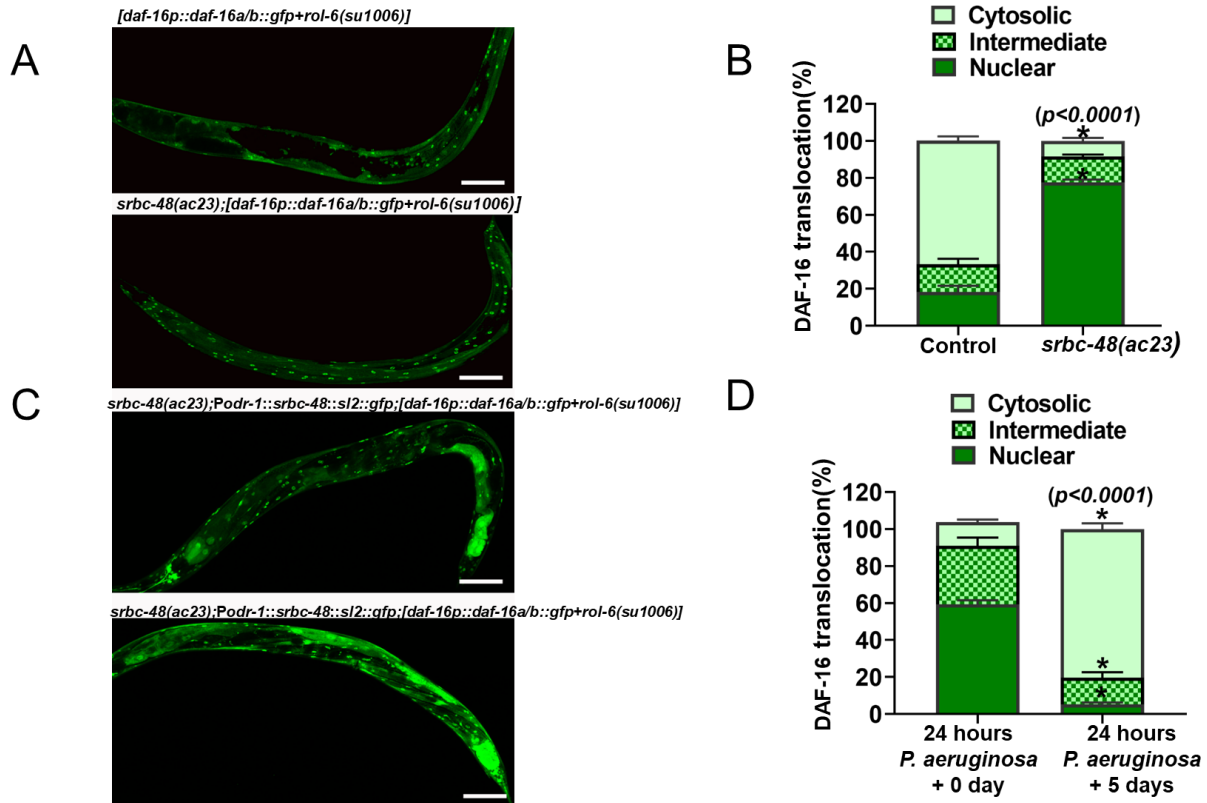 A
[daf-16p::daf-16a/b::gfp+rol-6(su1006)]
srbc-48(ac23);[daf-16p::daf-16a/b::gfp+rol-6(su1006)]
B
Cytosolic
Intermediate
Nuclear
DAF-16 translocation(%)
120
100
80
60
40
20
0
(p<0.0001)
*
*
Control
srbc-48(ac23)
C
srbc-48(ac23);Podr-1::srbc-48::sl2::gfp;[daf-16p::daf-16a/b::gfp+rol-6(su1006)]
srbc-48(ac23);Podr-1::srbc-48::sl2::gfp;[daf-16p::daf-16a/b::gfp+rol-6(su1006)]
D
Cytosolic
Intermediate
Nuclear
DAF-16 translocation(%)
120
100
80
60
40
20
0
(p<0.0001)
*
*
*
24 hours
P. aeruginosa
+ 0 day
24 hours
P. aeruginosa
+ 5 days